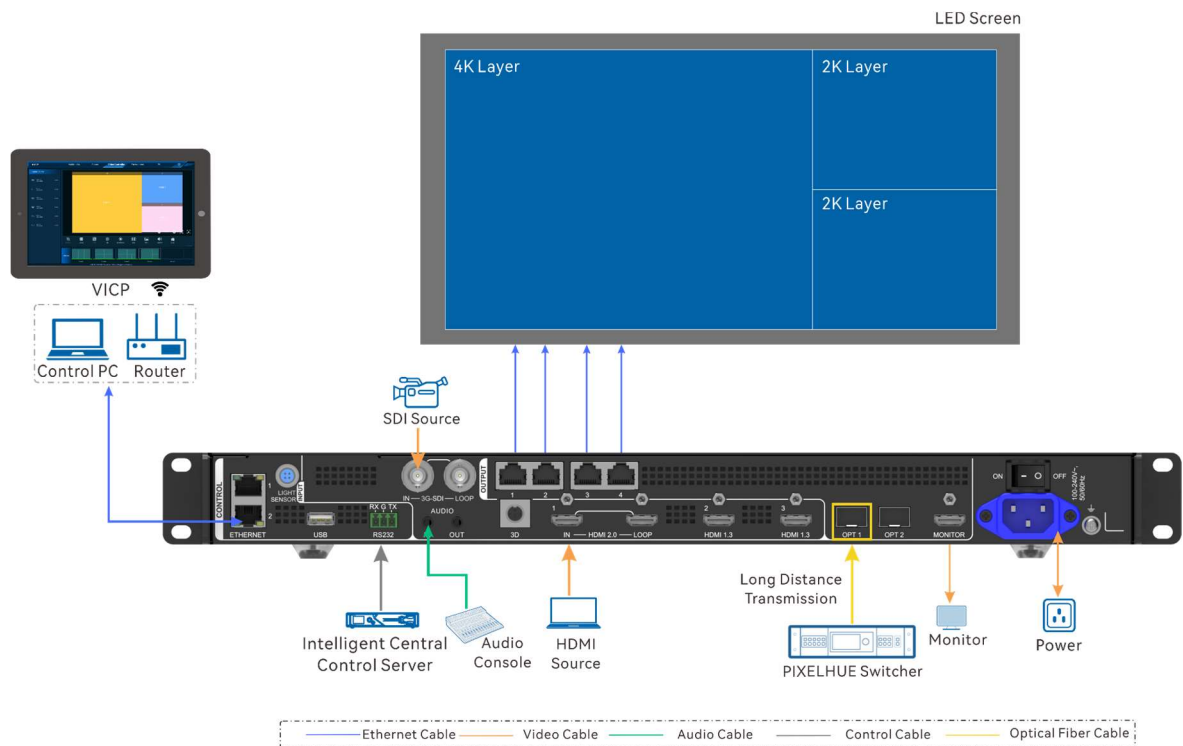 LED Screen
4K Layer
2K Layer
2K Layer
VICP
Control PC Router
SDI Source
CONTROL
1
2
ETHERNET
LIGHT
SENSOR
INPUT
USB
RX G TX
RS232
IN 3G-SDI LOOP
AUDIO
OUT
OUTPUT
1 2 3 4
3D
1
IN HDMI 2.0 LOOP
2
HDMI 1.3
3
HDMI 1.3
OPT 1
OPT 2
MONITOR
ON
OFF
100-240V~,
50/60Hz
Intelligent Central
Control Server
Audio
Console
HDMI
Source
Long Distance
Transmission
PIXELHUE Switcher
Monitor
Power
Ethernet Cable Video Cable Audio Cable Control Cable Optical Fiber Cable